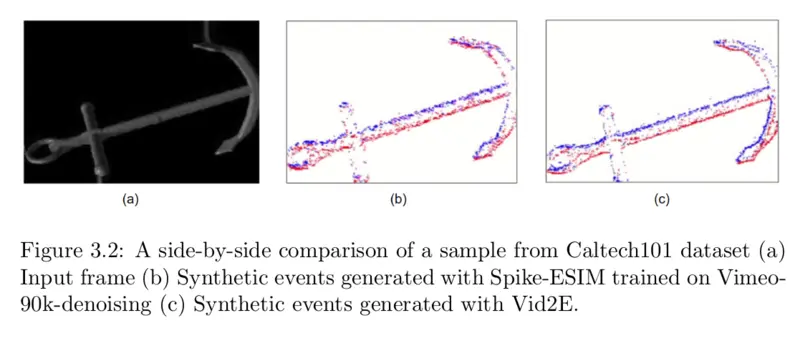 (a)
(b)
(c)
Figure 3.2: A side-by-side comparison of a sample from Caltech101 dataset (a)
Input frame (b) Synthetic events generated with Spike-ESIM trained on Vimeo-
90k-denoising (c) Synthetic events generated with Vid2E.